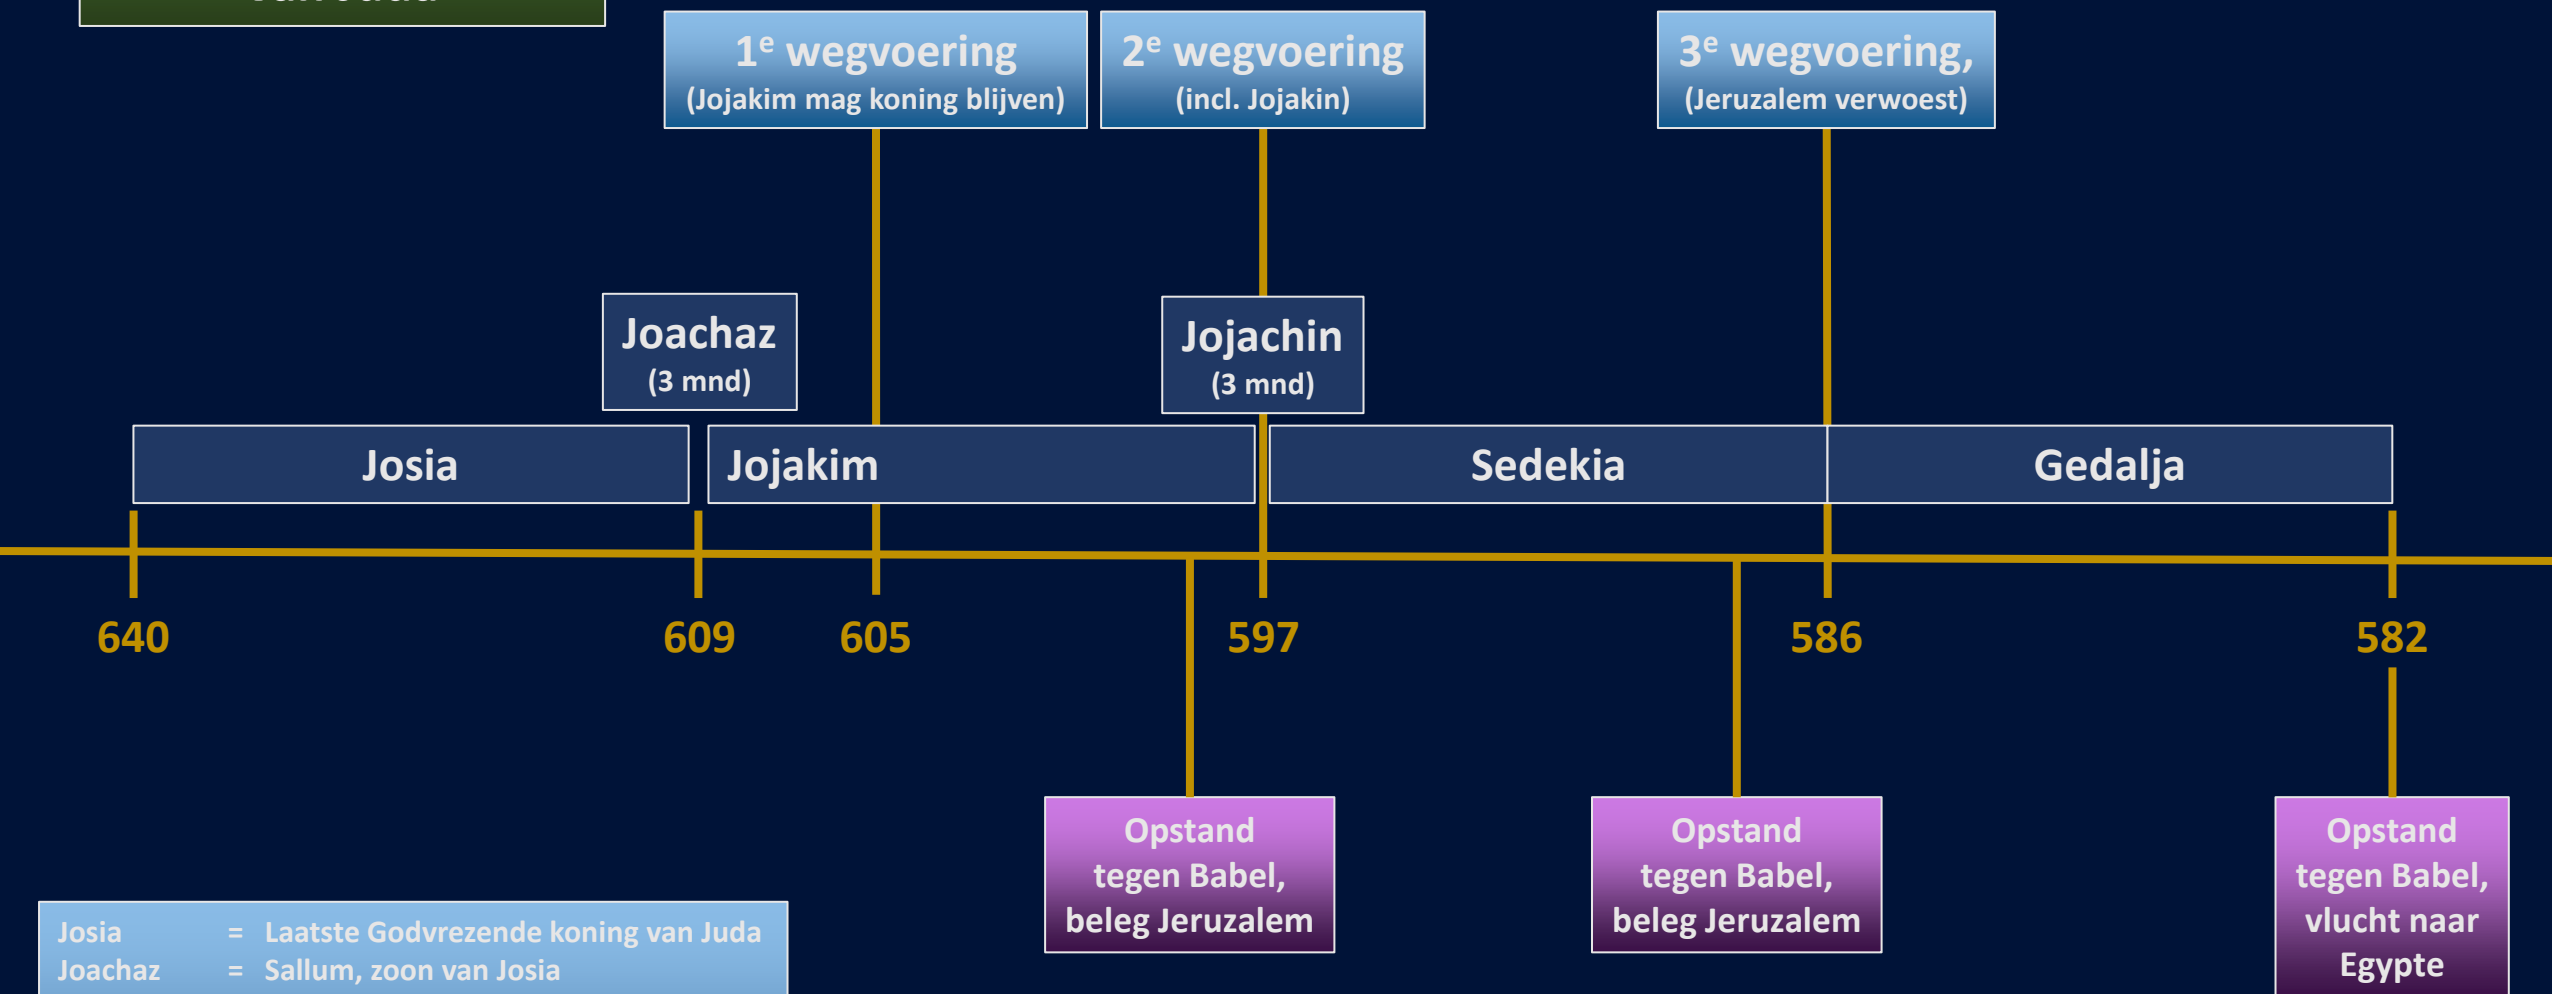 1e wegvoering
(Jojakim mag koning blijven)
2e wegvoering
(incl. Jojakin)
3e wegvoering,
(Jeruzalem verwoest)
Joachaz
(3 mnd)
Jojachin
(3 mnd)
Josia
Jojakim
Sedekia
Gedalja
640
609
605
597
586
582
Opstand
tegen Babel,
beleg Jeruzalem
Opstand
tegen Babel,
beleg Jeruzalem
Opstand
tegen Babel,
vlucht naar
Egypte
Josia = Laatste Godvrezende koning van Juda
Joachaz = Sallum, zoon van Josia